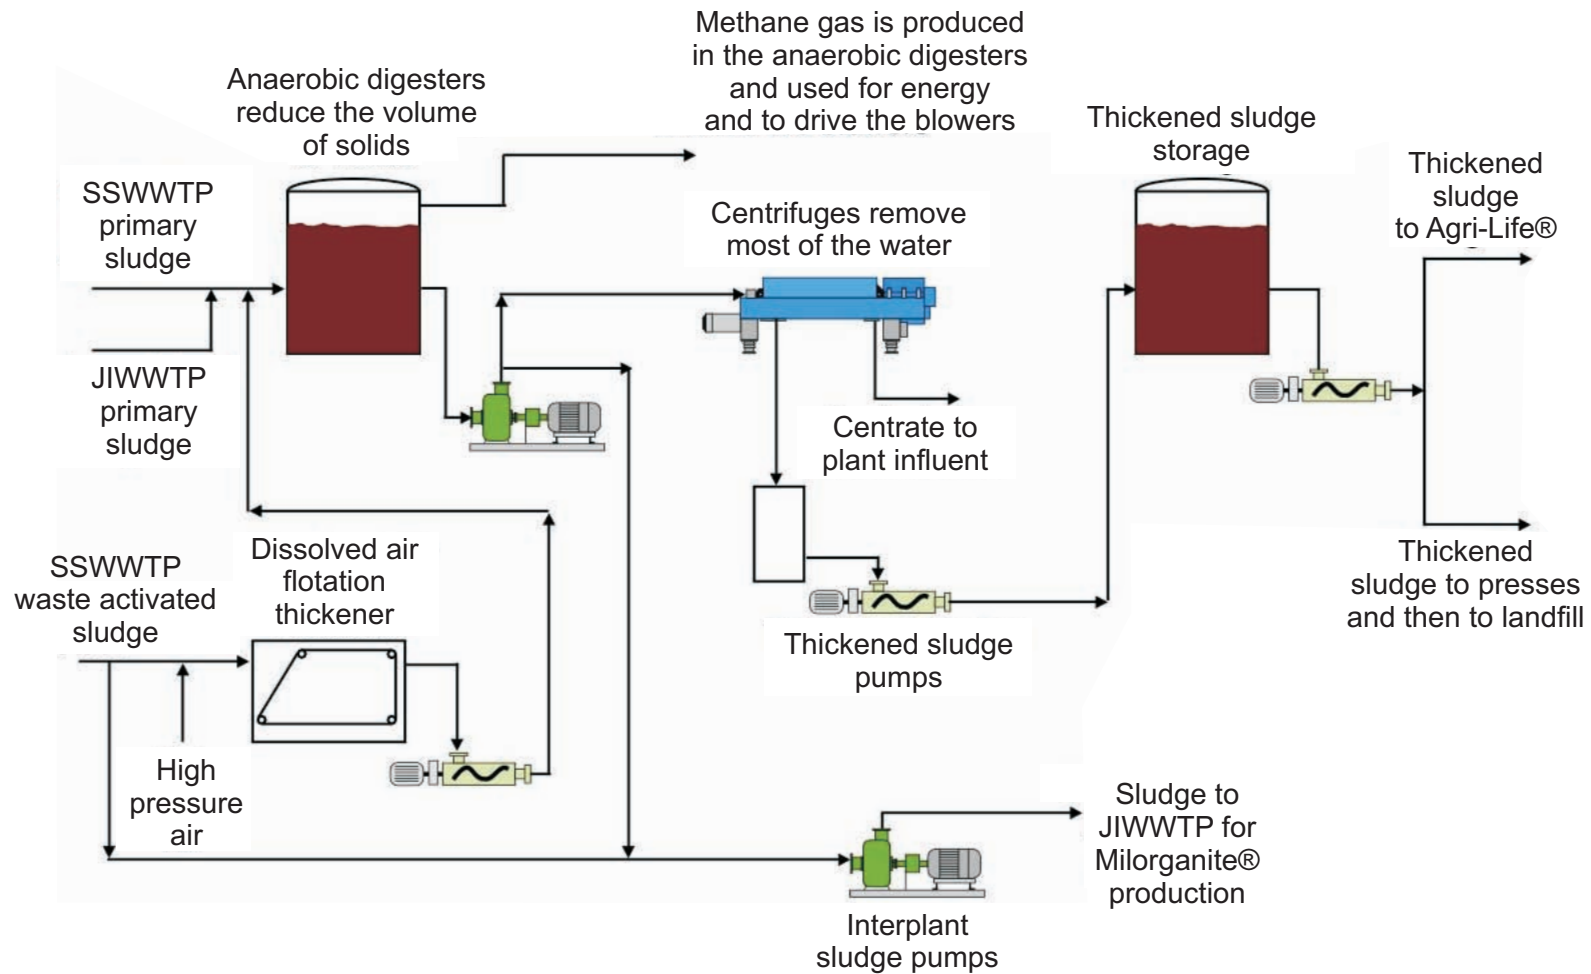 Methane gas is produced
in the anaerobic digesters
and used for energy
and to drive the blowers
Anaerobic digesters
reduce the volume
of solids
Thickened sludge
storage
Thickened
sludge
to Agri-Life®
SSWWTP
primary
sludge
Centrifuges remove
most of the water
JIWWTP
primary
sludge
Centrate to
plant influent
SSWWTP
waste activated
sludge
Dissolved air
flotation
thickener
Thickened
sludge to presses
and then to landfill
Thickened sludge
pumps
High
pressure
air
Sludge to
JIWWTP for
Milorganite®
production
Interplant
sludge pumps